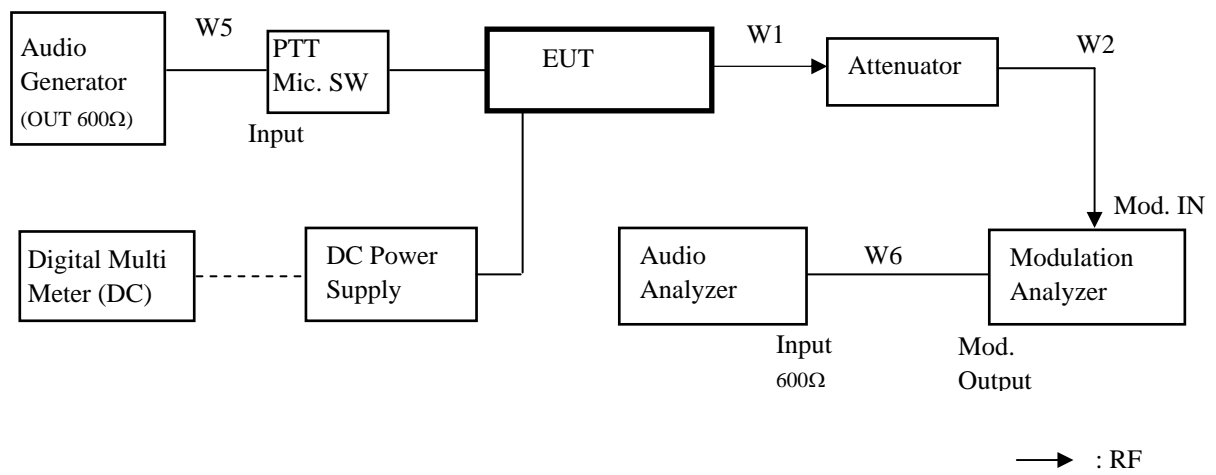 W5
W1
W2
Audio
Generator
(OUT 600Ω)
PTT
Mic. SW
Input
EUT
Attenuator
Mod. IN
Digital Multi
Meter (DC)
DC Power
Supply
Audio
Analyzer
W6
Modulation
Analyzer
Input
600Ω
Mod.
Output
: RF